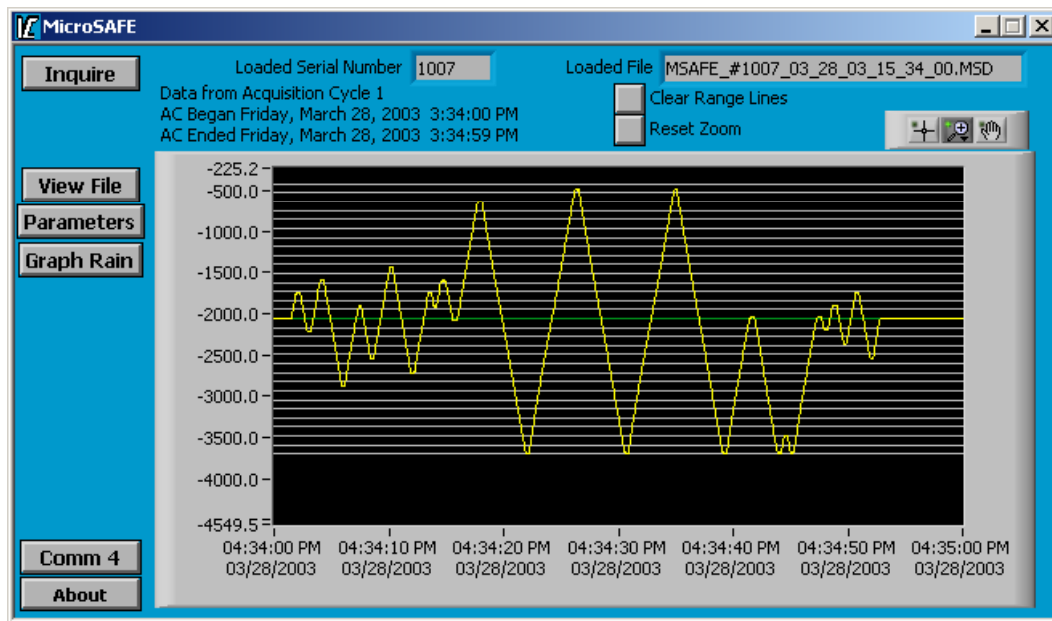 MicroSAFE
Inquire
Loaded Serial Number 1007
Loaded File MSAFE_#1007_03_28_03_15_34_00.MSD
Data from Acquisition Cycle 1
AC Began Friday, March 28, 2003 3:34:00 PM
AC Ended Friday, March 28, 2003 3:34:59 PM
Clear Range Lines
Reset Zoom
View File
Parameters
Graph Rain
-225.2
-500.0
-1000.0
-1500.0
-2000.0
-2500.0
-3000.0
-3500.0
-4000.0
-4549.5
04:34:00 PM 04:34:10 PM 04:34:20 PM 04:34:30 PM 04:34:40 PM 04:34:50 PM 04:35:00 PM
03/28/2003 03/28/2003 03/28/2003 03/28/2003 03/28/2003 03/28/2003 03/28/2003
Comm 4
About